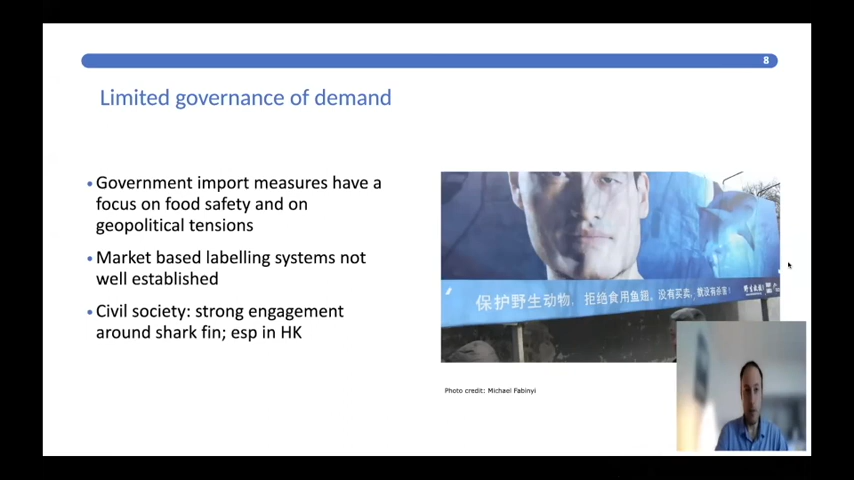 8
Limited governance of demand
• Government import measures have a
focus on food safety and on
geopolitical tensions
• Market based labelling systems not
well established
• Civil society: strong engagement
around shark fin; esp in HK
保护野生动物，拒绝食用鱼翅。没有买卖，就没有杀害！
Photo credit: Michael Fabinyi